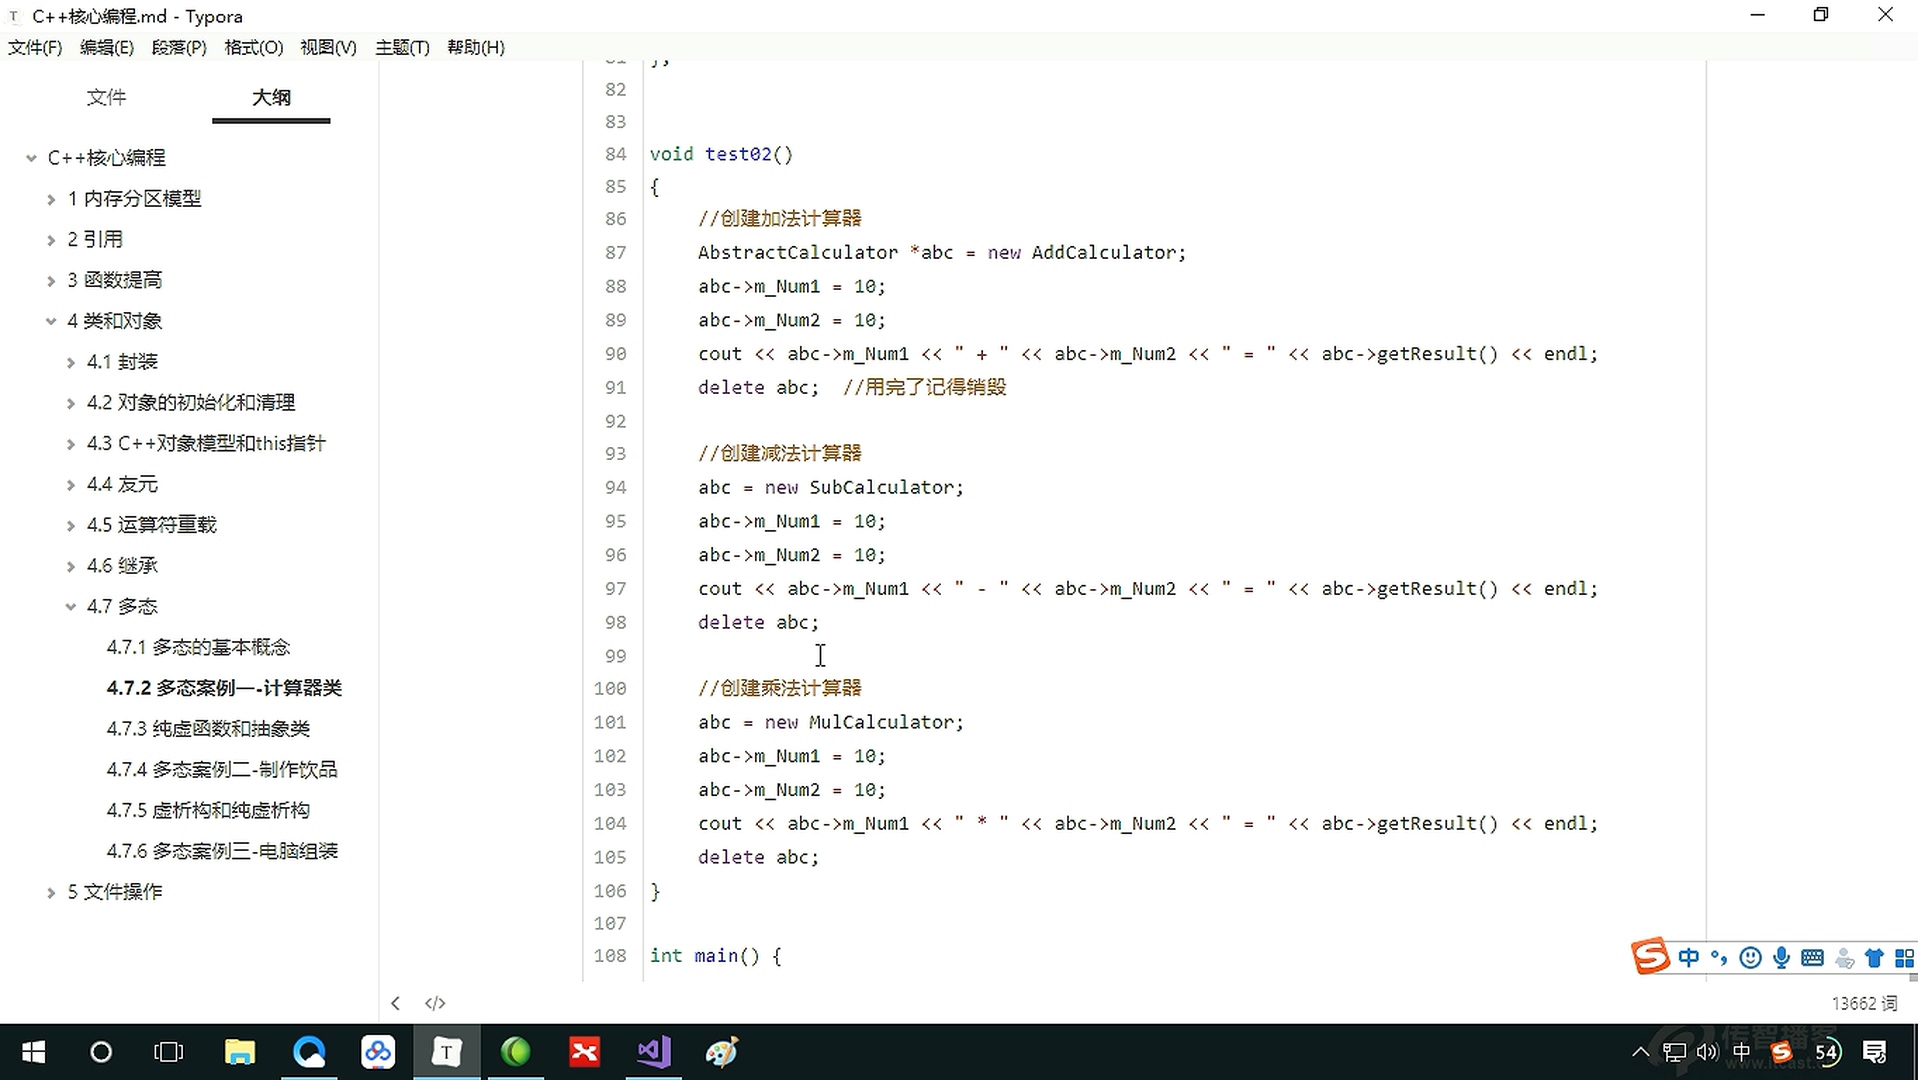 C++核心编程.md - Typora
文件(F) 编辑(E) 段落(P) 格式(O) 视图(V) 主题(T) 帮助(H)
文件 大纲
C++核心编程
1 内存分区模型
2 引用
3 函数提高
4 类和对象
4.1 封装
4.2 对象的初始化和清理
4.3 C++对象模型和this指针
4.4 友元
4.5 运算符重载
4.6 继承
4.7 多态
4.7.1 多态的基本概念
4.7.2 多态案例一-计算器类
4.7.3 纯虚函数和抽象类
4.7.4 多态案例二-制作饮品
4.7.5 虚析构和纯虚析构
4.7.6 多态案例三-电脑组装
5 文件操作
81 };
82
83
84 void test02()
85 {
86 //创建加法计算器
87 AbstractCalculator *abc = new AddCalculator;
88 abc->m_Num1 = 10;
89 abc->m_Num2 = 10;
90 cout << abc->m_Num1 << " + " << abc->m_Num2 << " = " << abc->getResult() << endl;
91 delete abc; //用完了记得销毁
92
93 //创建减法计算器
94 abc = new SubCalculator;
95 abc->m_Num1 = 10;
96 abc->m_Num2 = 10;
97 cout << abc->m_Num1 << " - " << abc->m_Num2 << " = " << abc->getResult() << endl;
98 delete abc;
99
100 //创建乘法计算器
101 abc = new MulCalculator;
102 abc->m_Num1 = 10;
103 abc->m_Num2 = 10;
104 cout << abc->m_Num1 << " * " << abc->m_Num2 << " = " << abc->getResult() << endl;
105 delete abc;
106 }
107
108 int main() {
中
</>
13662 词
中 54
传智播客